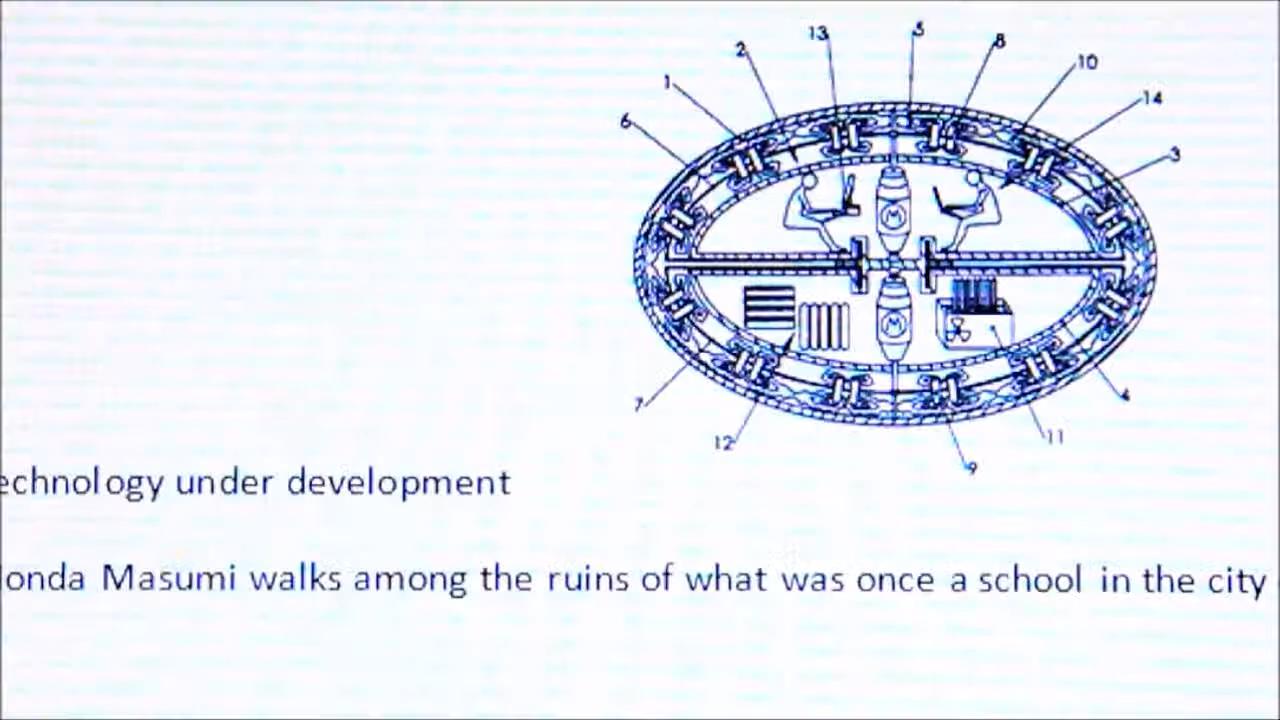 13 5 8
2 10
1 14
6 3
M
M
7 4
12 11
9
echnology under development
onda Masumi walks among the ruins of what was once a school in the city